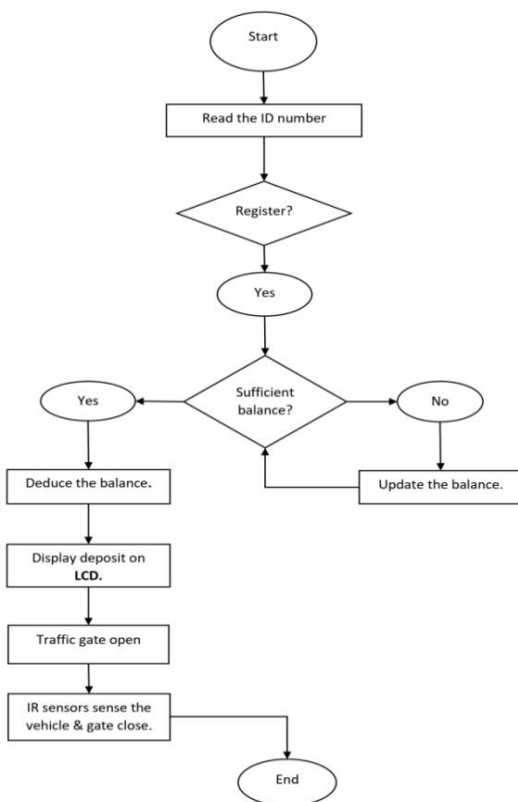 Start
Read the ID number
Register?
Yes
Sufficient
balance?
Yes
No
Deduce the balance.
Update the balance.
Display deposit on
LCD.
Traffic gate open
IR sensors sense the
vehicle & gate close.
End